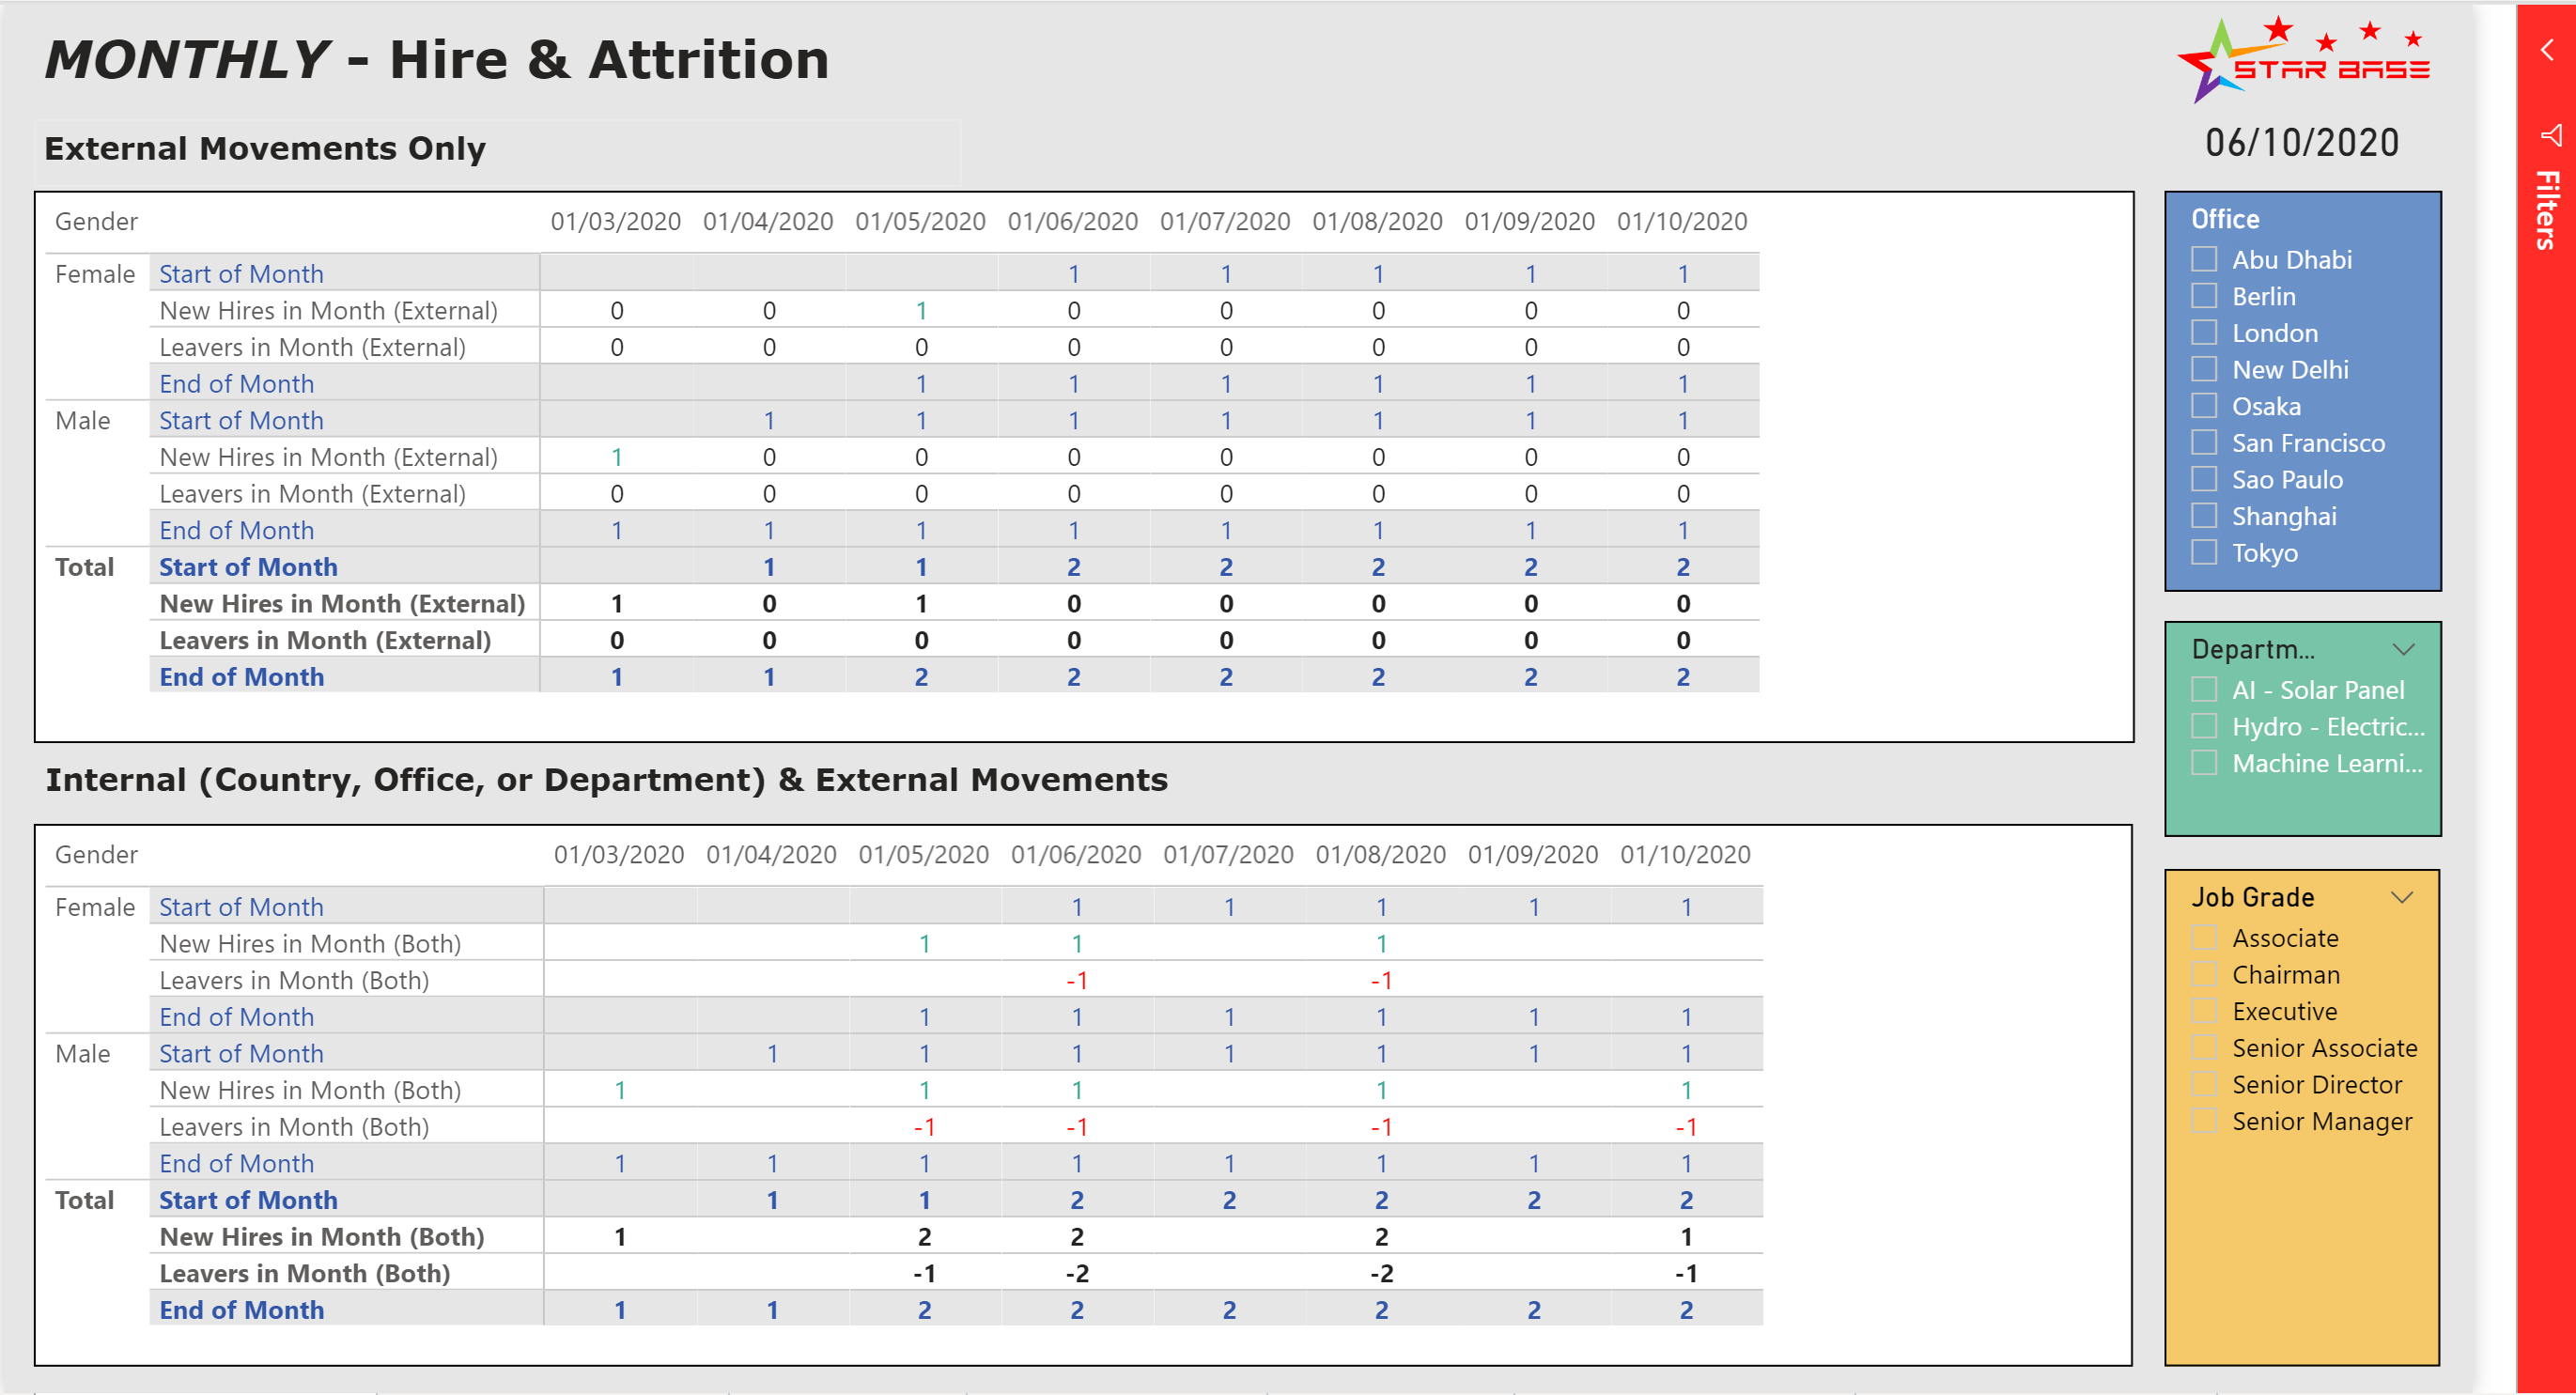 MONTHLY - Hire & Attrition
STAR BASE
06/10/2020
Filters
External Movements Only
Gender 01/03/2020 01/04/2020 01/05/2020 01/06/2020 01/07/2020 01/08/2020 01/09/2020 01/10/2020
Female Start of Month 1 1 1 1 1
New Hires in Month (External) 0 0 1 0 0 0 0 0
Leavers in Month (External) 0 0 0 0 0 0 0 0
End of Month 1 1 1 1 1 1
Male Start of Month 1 1 1 1 1 1 1
New Hires in Month (External) 1 0 0 0 0 0 0 0
Leavers in Month (External) 0 0 0 0 0 0 0 0
End of Month 1 1 1 1 1 1 1 1
Total Start of Month 1 1 2 2 2 2 2
New Hires in Month (External) 1 0 1 0 0 0 0 0
Leavers in Month (External) 0 0 0 0 0 0 0 0
End of Month 1 1 2 2 2 2 2 2
Internal (Country, Office, or Department) & External Movements
Gender 01/03/2020 01/04/2020 01/05/2020 01/06/2020 01/07/2020 01/08/2020 01/09/2020 01/10/2020
Female Start of Month 1 1 1 1 1
New Hires in Month (Both) 1 1 1
Leavers in Month (Both) -1 -1
End of Month 1 1 1 1 1 1
Male Start of Month 1 1 1 1 1 1 1
New Hires in Month (Both) 1 1 1 1 1
Leavers in Month (Both) -1 -1 -1 -1
End of Month 1 1 1 1 1 1 1 1
Total Start of Month 1 1 2 2 2 2 2
New Hires in Month (Both) 1 2 2 2 1
Leavers in Month (Both) -1 -2 -2 -1
End of Month 1 1 2 2 2 2 2 2
Office
Abu Dhabi
Berlin
London
New Delhi
Osaka
San Francisco
Sao Paulo
Shanghai
Tokyo
Departm...
AI - Solar Panel
Hydro - Electric...
Machine Learni...
Job Grade
Associate
Chairman
Executive
Senior Associate
Senior Director
Senior Manager